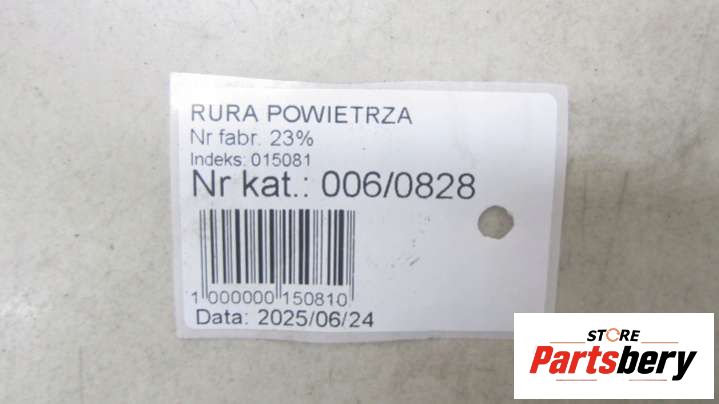 RURA POWIETRZA
Nr fabr. 23%
Indeks: 015081
Nr kat.: 006/0828
1 000000 150810
Data: 2025/06/24
STORE
Partsbery